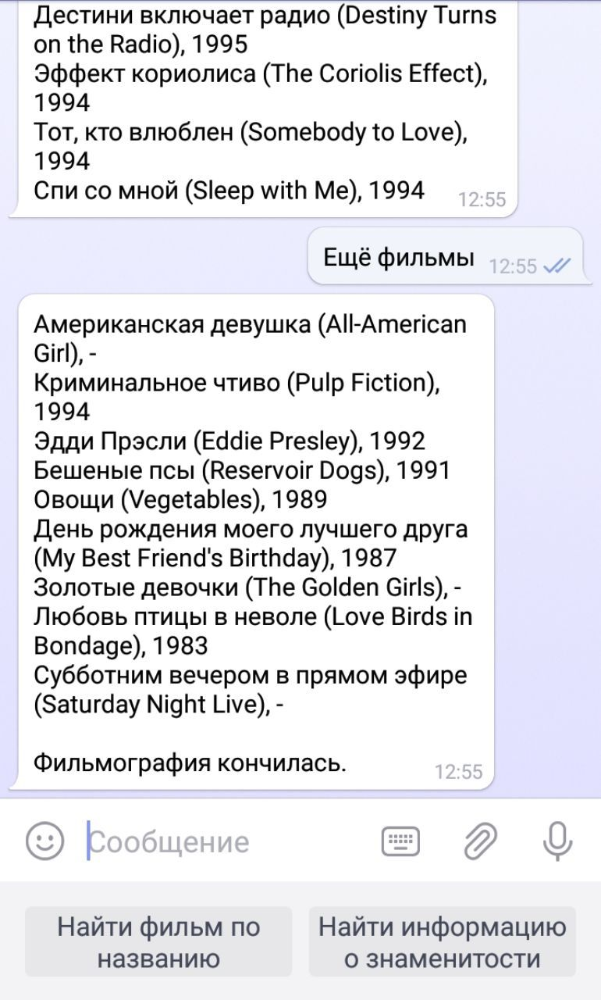 Дестини включает радио (Destiny Turns
on the Radio), 1995
Эффект кориолиса (The Coriolis Effect),
1994
Тот, кто влюблен (Somebody to Love),
1994
Спи со мной (Sleep with Me), 1994
12:55
Ещё фильмы
12:55
Американская девушка (All-American
Girl), -
Криминальное чтиво (Pulp Fiction),
1994
Эдди Прэсли (Eddie Presley), 1992
Бешеные псы (Reservoir Dogs), 1991
Овощи (Vegetables), 1989
День рождения моего лучшего друга
(My Best Friend's Birthday), 1987
Золотые девочки (The Golden Girls), -
Любовь птицы в неволе (Love Birds in
Bondage), 1983
Субботним вечером в прямом эфире
(Saturday Night Live), -
Фильмография кончилась.
12:55
Сообщение
Найти фильм по
названию
Найти информацию
о знаменитости